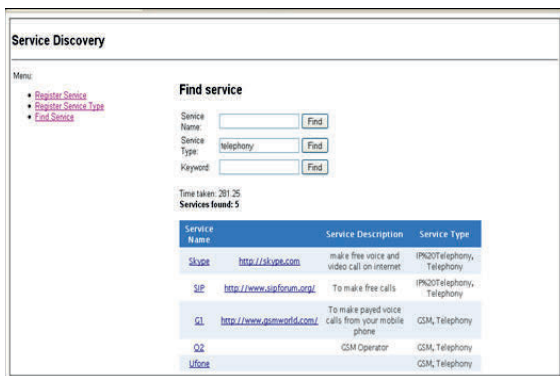 Service Discovery
Menu:
Register Service
Register Service Type
Find Service
Find service
Service Name:
Find
Service Type:
telephony
Find
Keyword:
Find
Time taken: 281.25
Services found: 5
Service Name Service Description Service Type
Skype http://skype.com make free voice and video call on internet IP%20Telephony, Telephony
SIP http://www.sipforum.org/ To make free calls IP%20Telephony, Telephony
G1 http://www.gsmworld.com/ To make payed voice calls from your mobile phone GSM, Telephony
O2 GSM Operator GSM, Telephony
Ufone GSM, Telephony